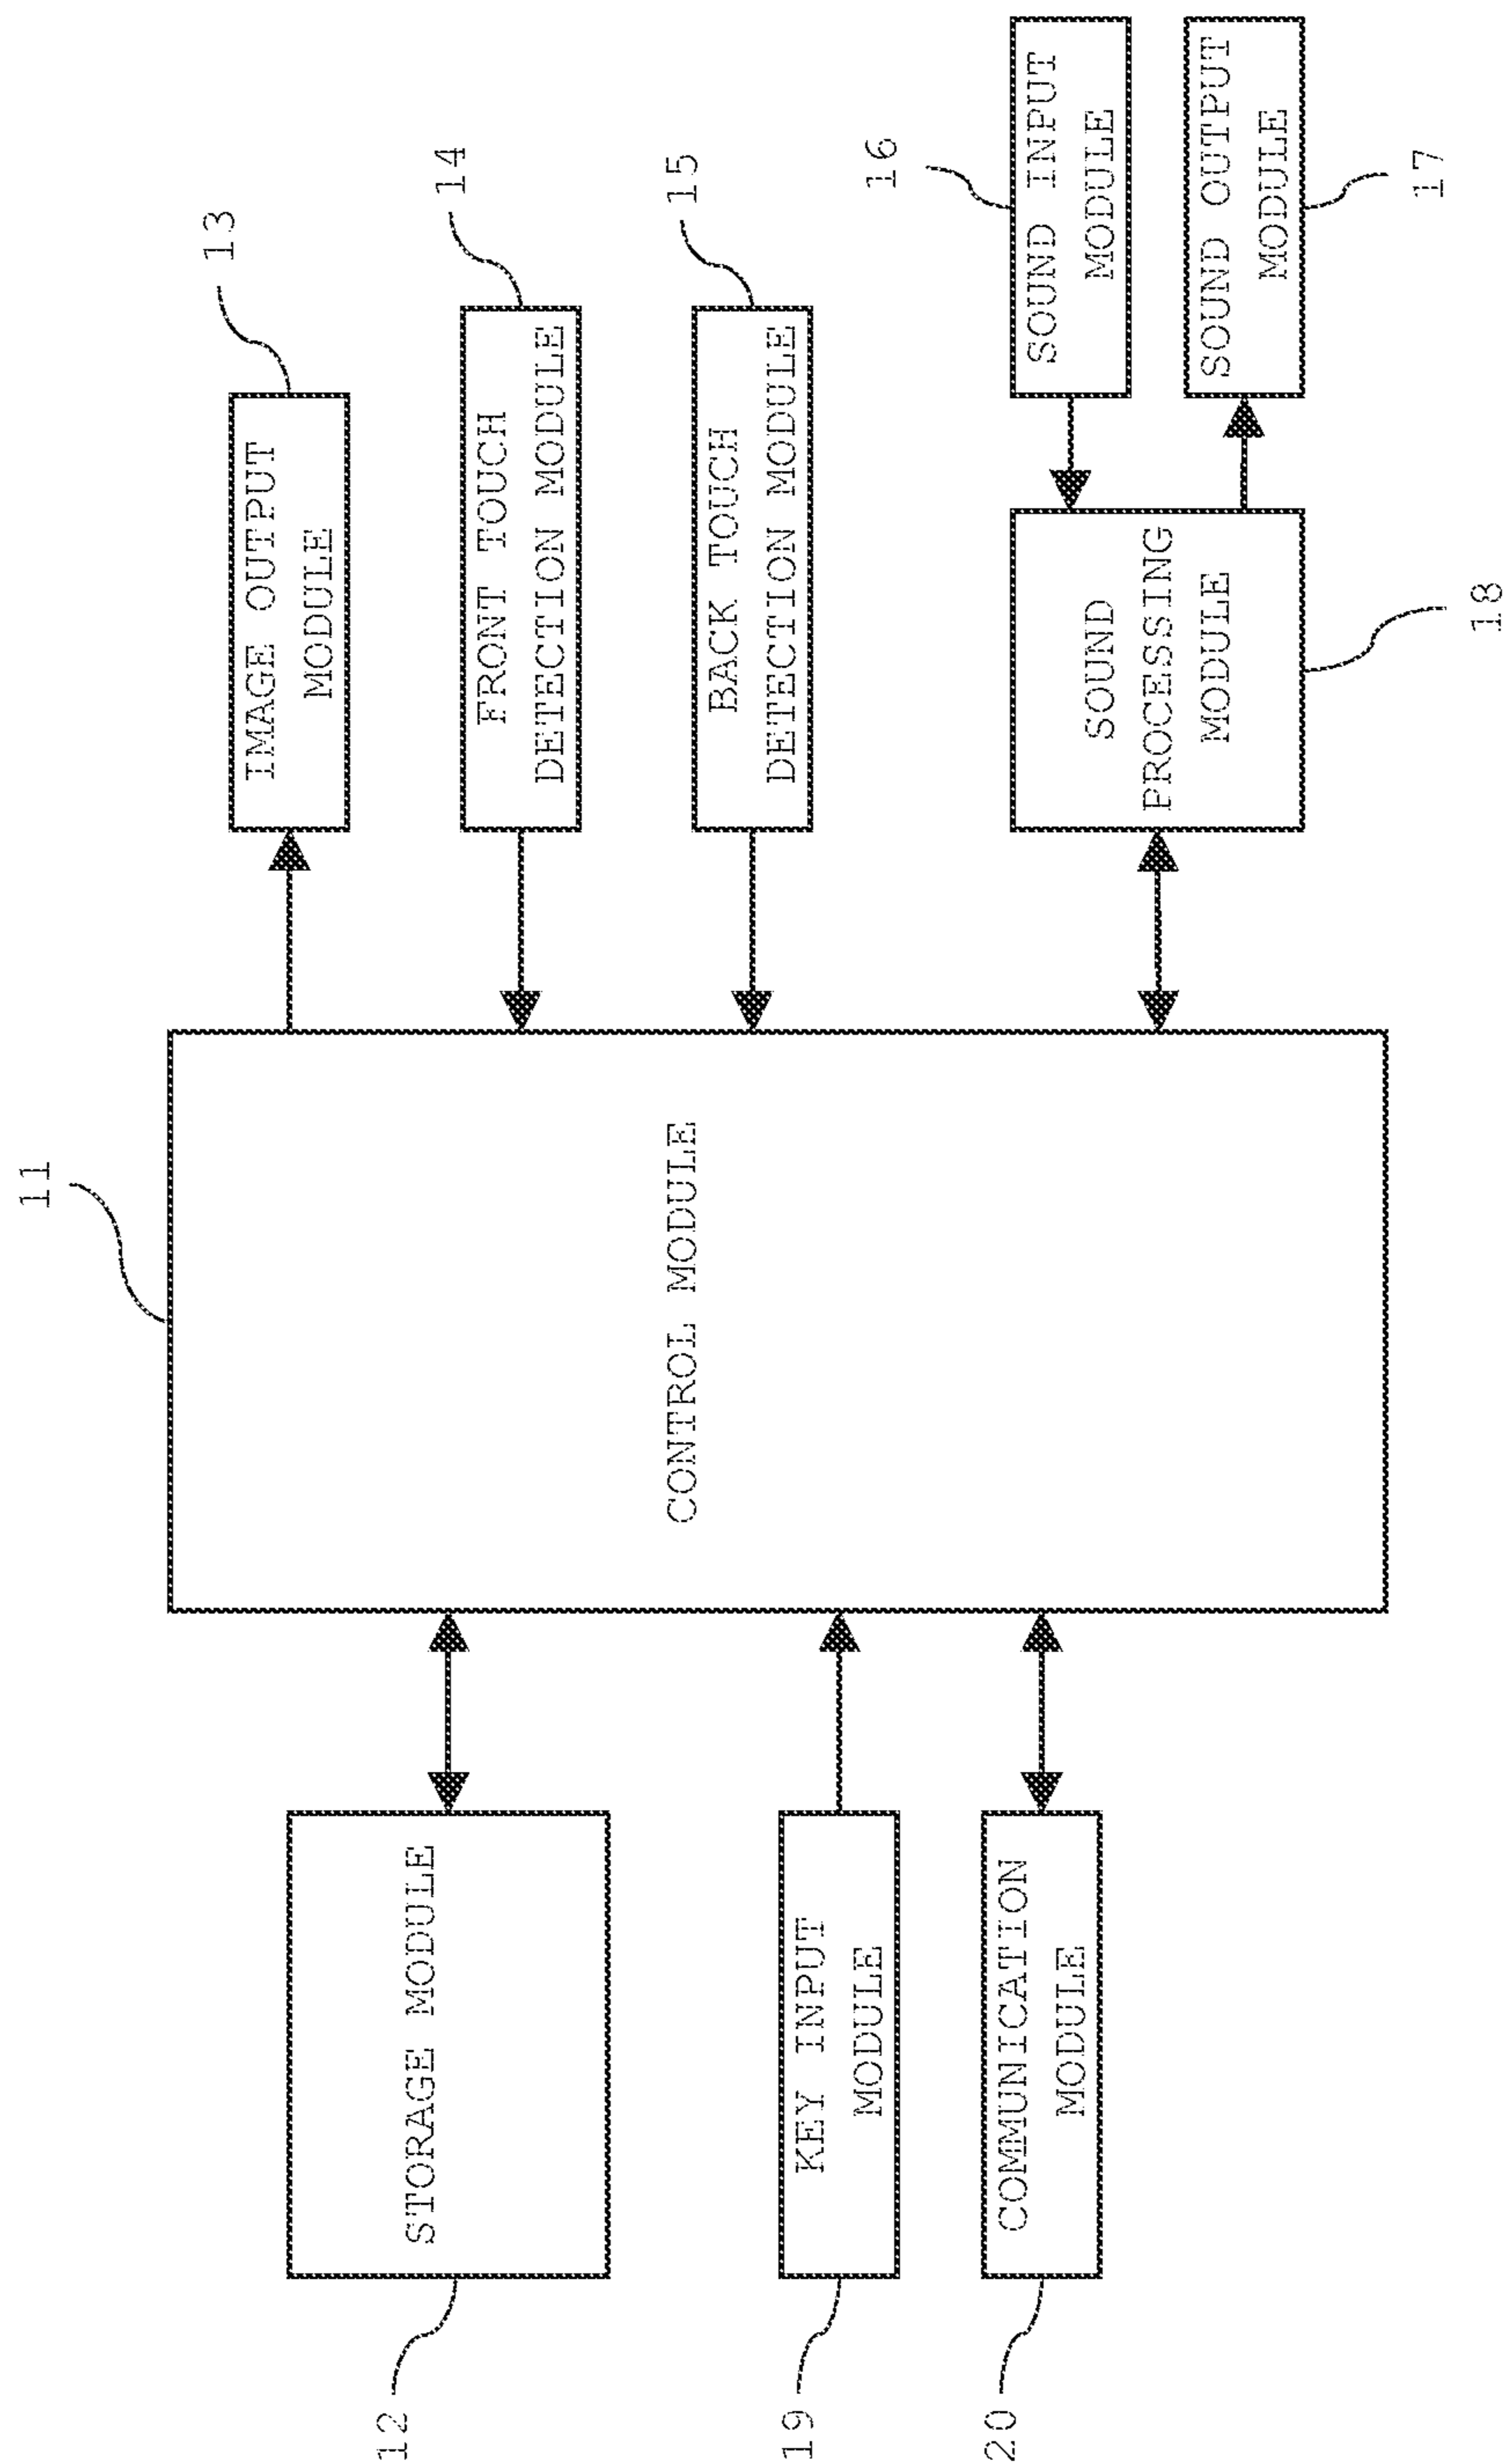 11
CONTROL MODULE
12
STORAGE MODULE
13
IMAGE OUTPUT
MODULE
14
FRONT TOUCH
DETECTION MODULE
15
BACK TOUCH
DETECTION MODULE
19
KEY INPUT
MODULE
20
COMMUNICATION
MODULE
16
SOUND INPUT
MODULE
SOUND
PROCESSING
MODULE
18
SOUND OUTPUT
MODULE
17